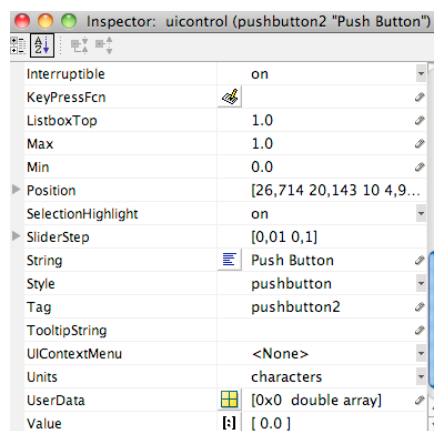 Inspector: uicontrol (pushbutton2 "Push Button")
Interruptible on
KeyPressFcn
ListboxTop 1.0
Max 1.0
Min 0.0
Position [26,714 20,143 10 4,9...
SelectionHighlight on
SliderStep [0,01 0,1]
String Push Button
Style pushbutton
Tag pushbutton2
TooltipString
UIContextMenu <None>
Units characters
UserData [0x0 double array]
Value [ 0.0 ]